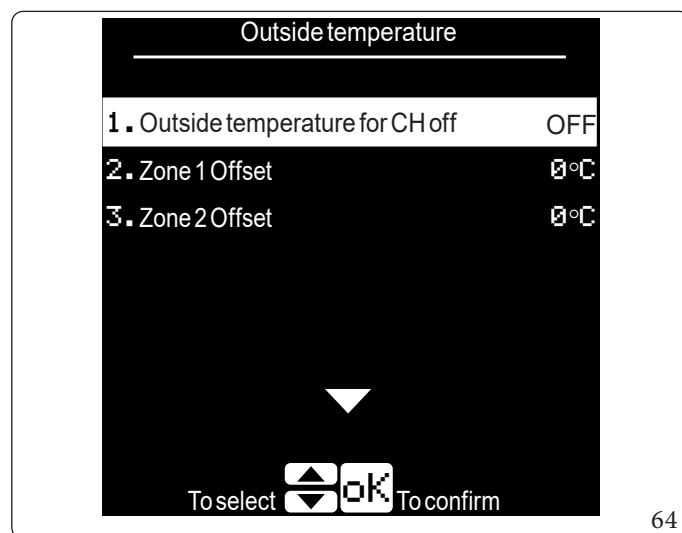 Outside temperature
1. Outside temperature for CH off OFF
2. Zone 1 Offset 0°C
3. Zone 2 Offset 0°C
To select oK To confirm
64